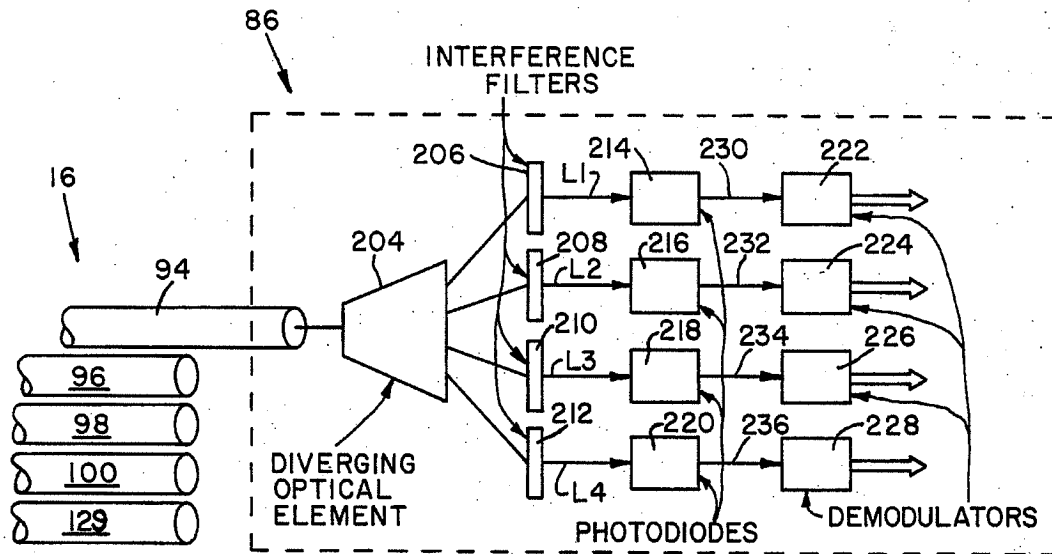 86
INTERFERENCE
FILTERS
16
94
204
206
L1
214
230
222
208
L2
216
232
224
210
L3
218
234
226
212
L4
220
236
228
96
98
100
129
DIVERGING
OPTICAL
ELEMENT
PHOTODIODES
DEMODULATORS